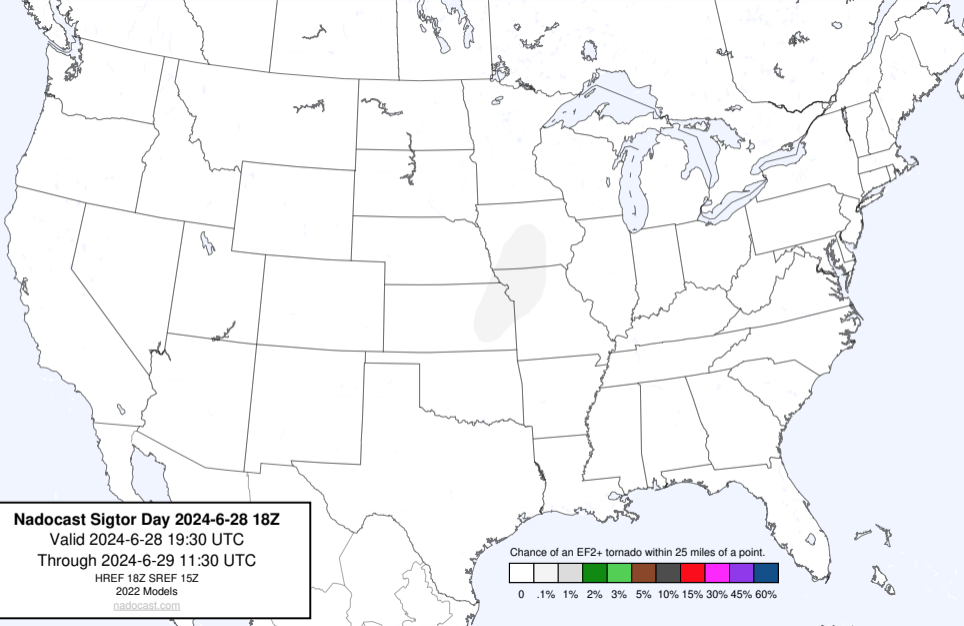 Nadocast Sigtor Day 2024-6-28 18Z
Valid 2024-6-28 19:30 UTC
Through 2024-6-29 11:30 UTC
HREF 18Z SREF 15Z
2022 Models
nadocast.com
Chance of an EF2+ tornado within 25 miles of a point.
0 .1% 1% 2% 3% 5% 10% 15% 30% 45% 60%